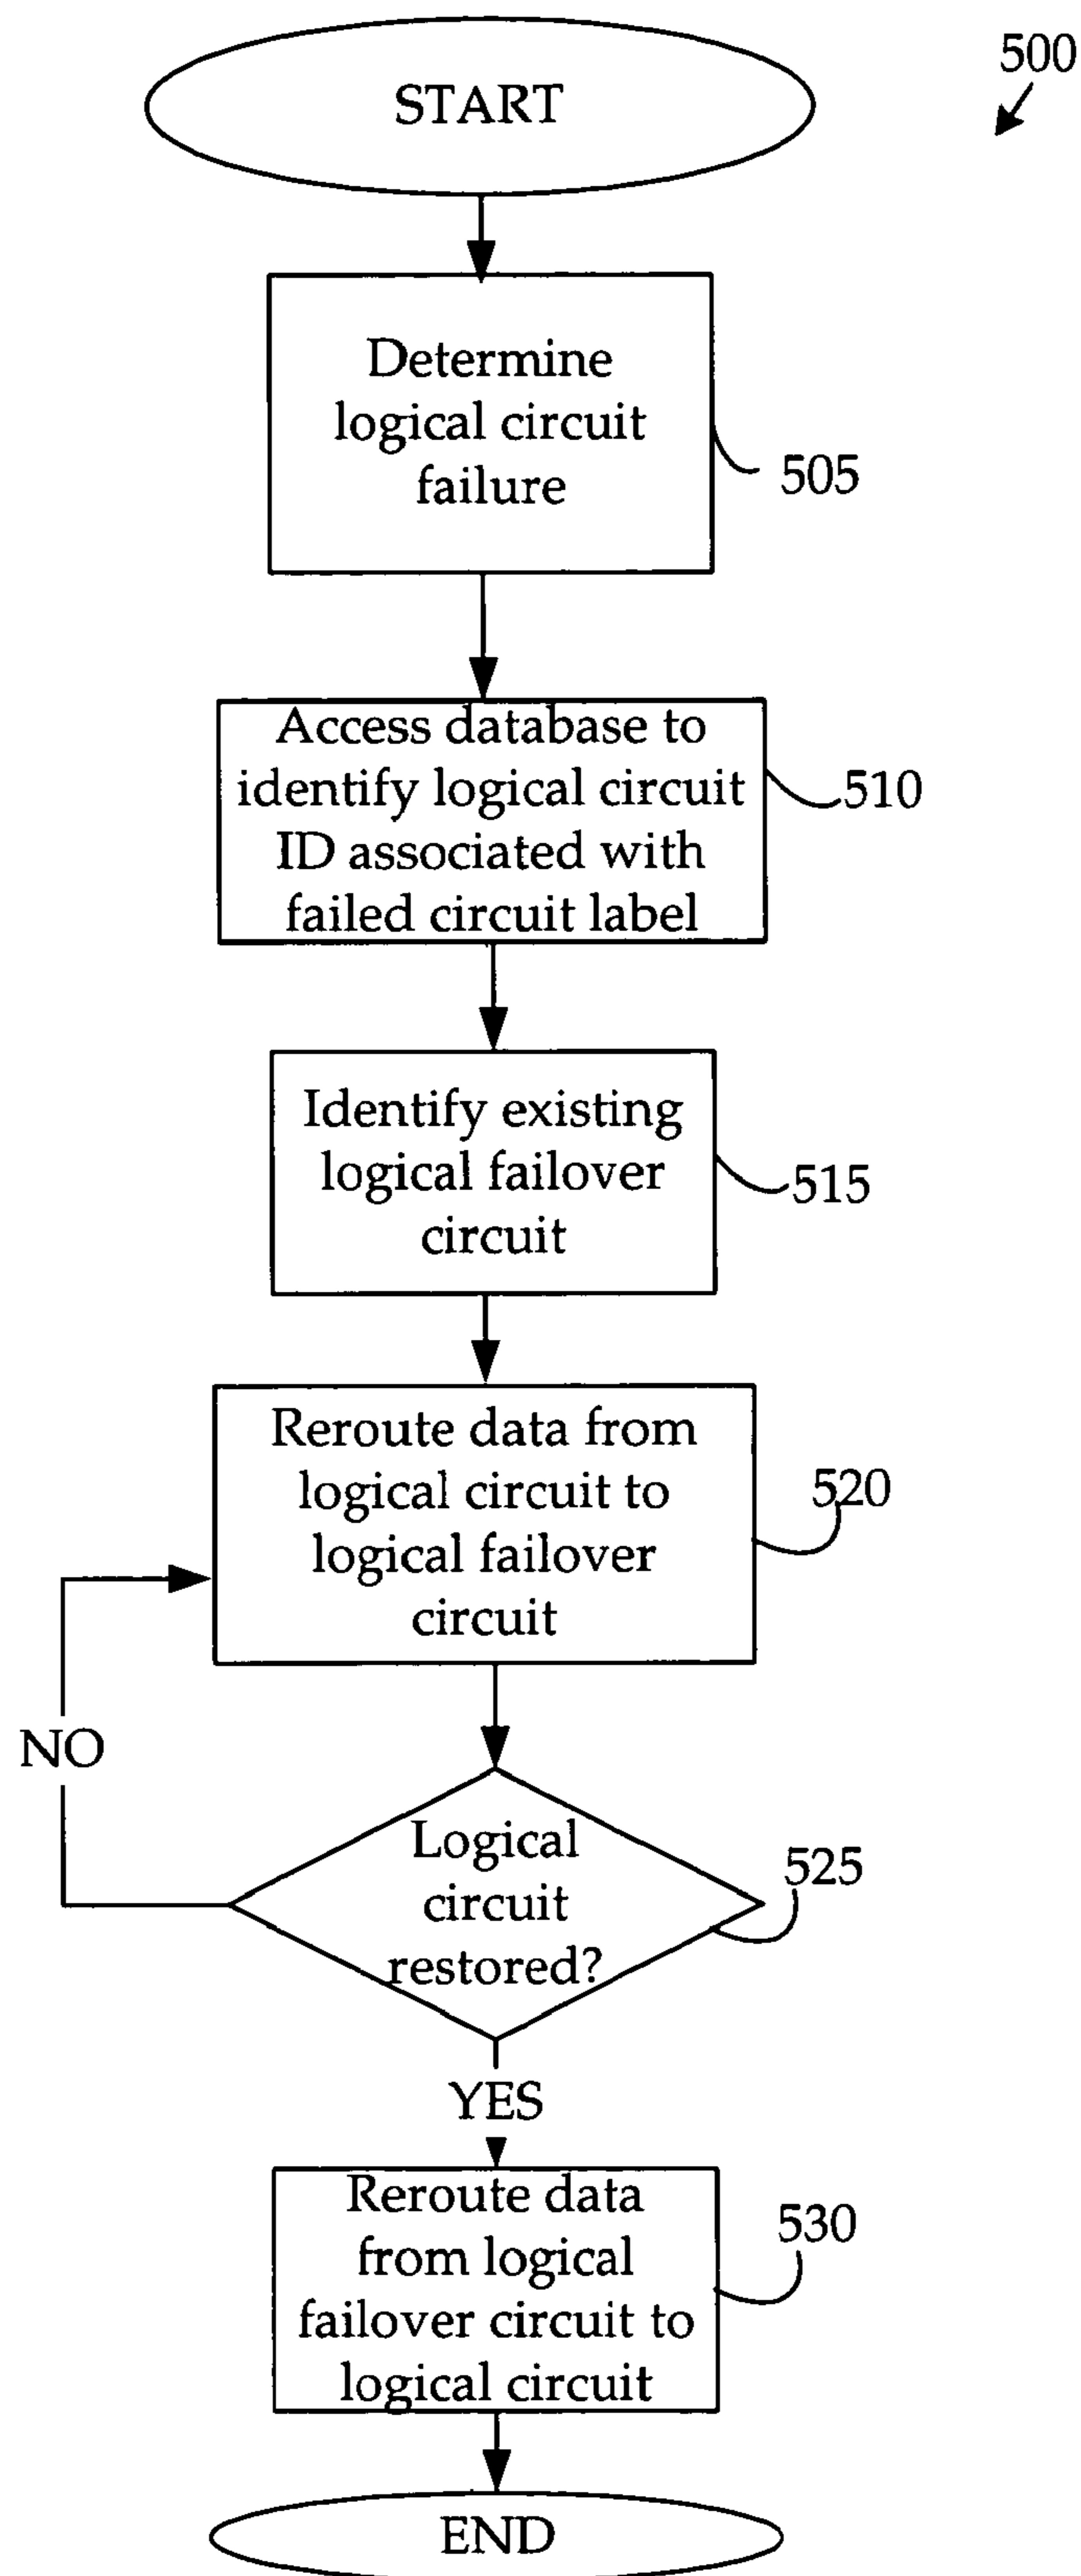 START
500
Determine
logical circuit
failure
505
Access database to
identify logical circuit
ID associated with
failed circuit label
510
Identify existing
logical failover
circuit
515
Reroute data from
logical circuit to
logical failover
circuit
520
NO
Logical
circuit
restored?
525
YES
Reroute data
from logical
failover circuit to
logical circuit
530
END